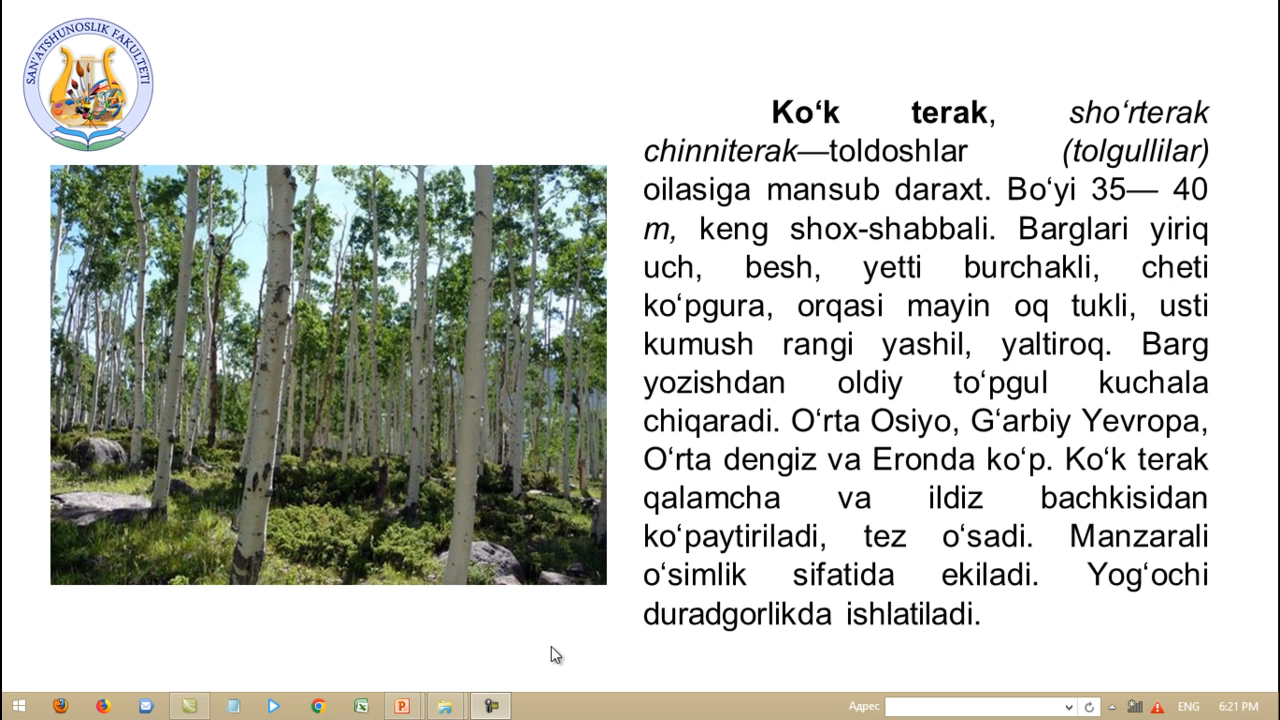 SAN'ATSHUNOSLIK FAKULTETI
Ko‘k terak, sho‘rterak
chinniterak—toldoshlar (tolgullilar)
oilasiga mansub daraxt. Bo‘yi 35— 40
m, keng shox-shabbali. Barglari yiriq
uch, besh, yetti burchakli, cheti
ko‘pgura, orqasi mayin oq tukli, usti
kumush rangi yashil, yaltiroq. Barg
yozishdan oldiy to‘pgul kuchala
chiqaradi. O‘rta Osiyo, G‘arbiy Yevropa,
O‘rta dengiz va Eronda ko‘p. Ko‘k terak
qalamcha va ildiz bachkisidan
ko‘paytiriladi, tez o‘sadi. Manzarali
o‘simlik sifatida ekiladi. Yog‘ochi
duradgorlikda ishlatiladi.
Адрес ENG 6:21 PM